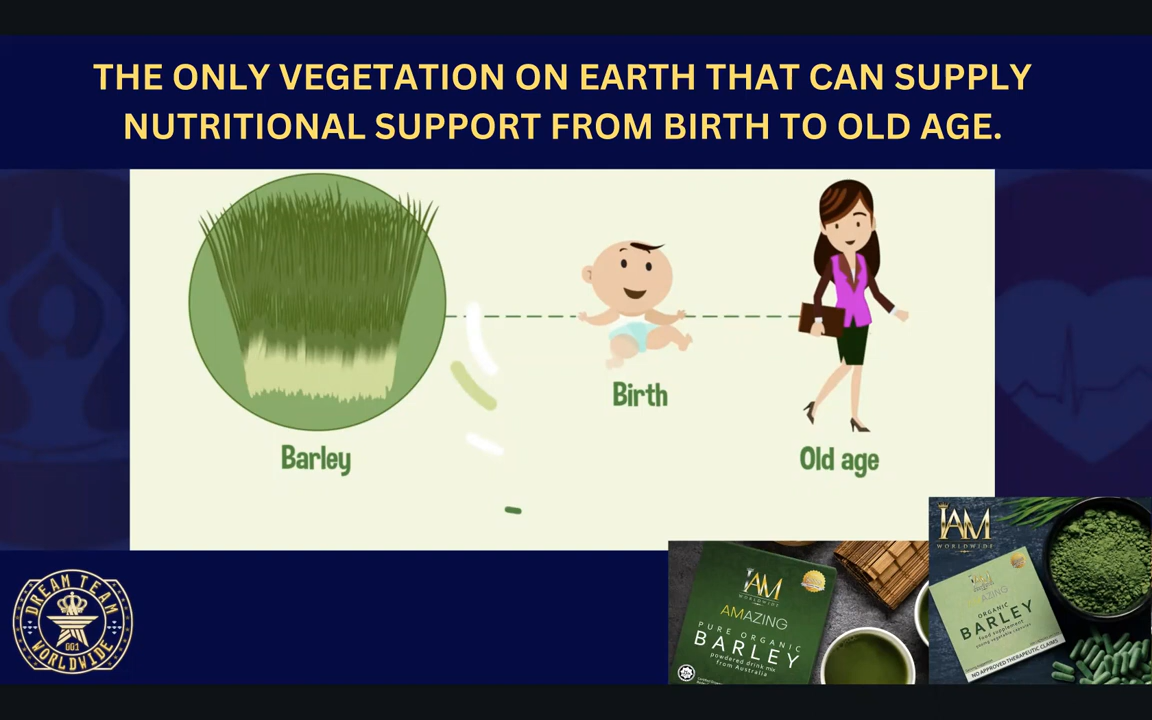 THE ONLY VEGETATION ON EARTH THAT CAN SUPPLY
NUTRITIONAL SUPPORT FROM BIRTH TO OLD AGE.
Barley
Birth
Old age
DREAM TEAM
001
WORLDWIDE
IAM
WORLDWIDE
AMAZING
PURE ORGANIC
BARLEY
powdered drink mix
from Australia
IAM
WORLDWIDE
AMAZING
ORGANIC
BARLEY
food supplement
NO APPROVED THERAPEUTIC CLAIMS